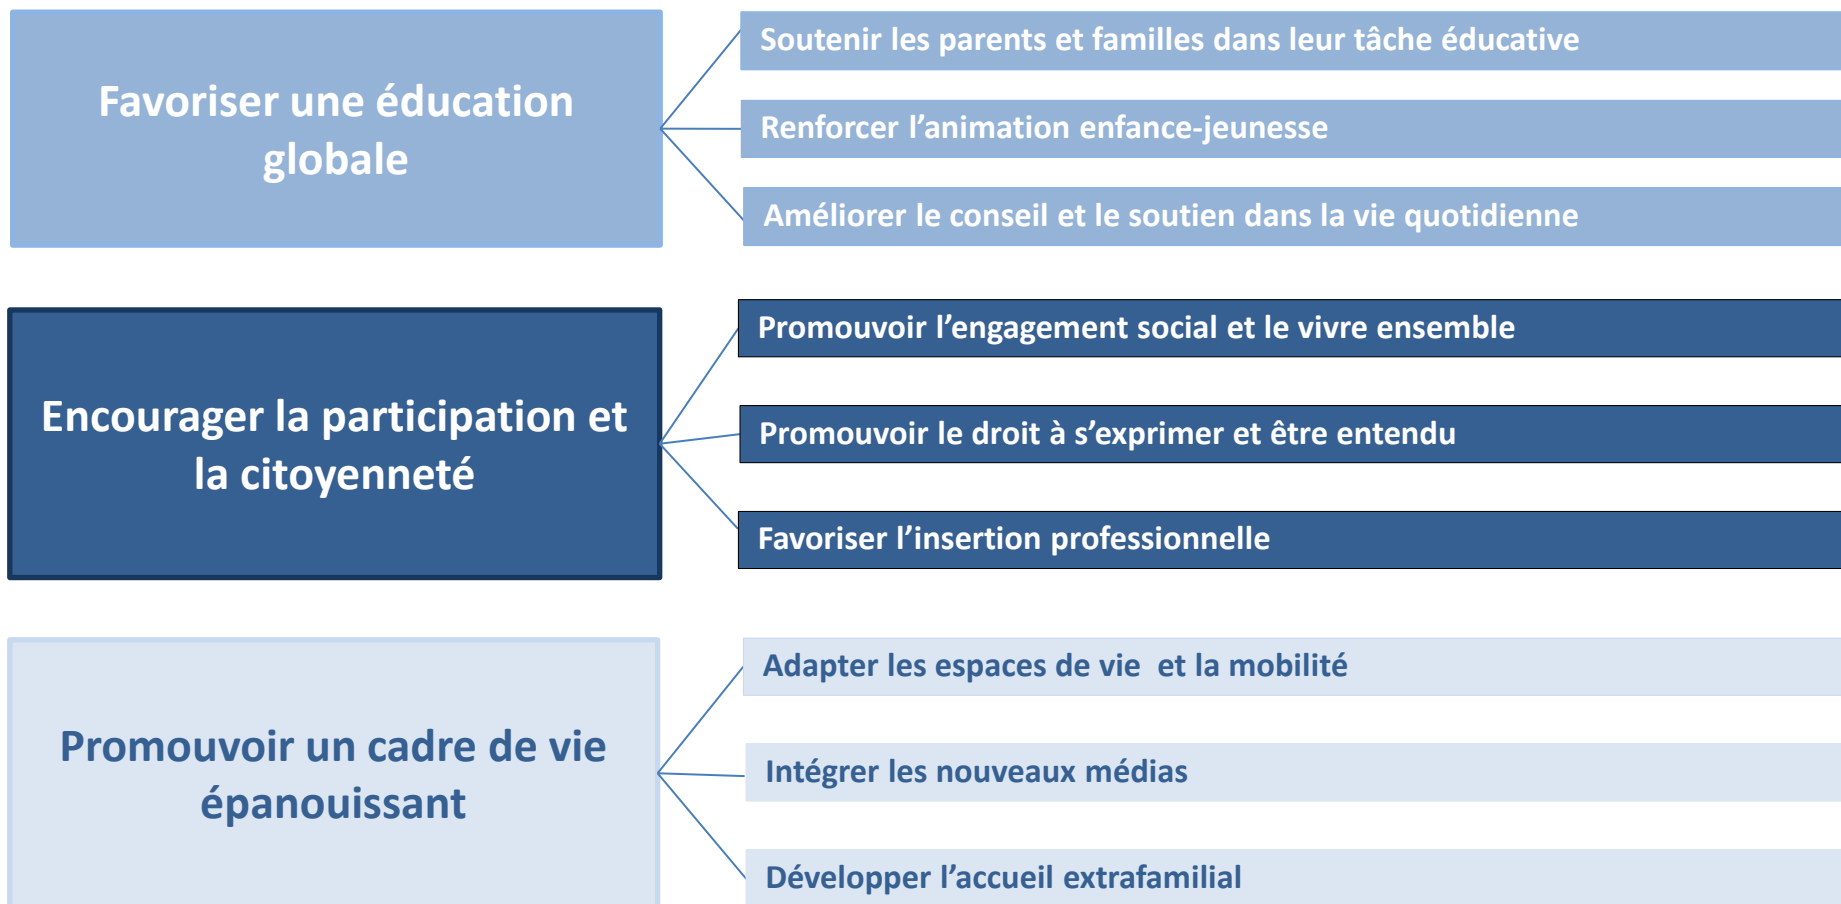 Favoriser une éducation
globale
Soutenir les parents et familles dans leur tâche éducative
Renforcer l’animation enfance-jeunesse
Améliorer le conseil et le soutien dans la vie quotidienne
Encourager la participation et
la citoyenneté
Promouvoir l’engagement social et le vivre ensemble
Promouvoir le droit à s’exprimer et être entendu
Favoriser l’insertion professionnelle
Promouvoir un cadre de vie
épanouissant
Adapter les espaces de vie  et la mobilité
Intégrer les nouveaux médias
Développer l’accueil extrafamilial